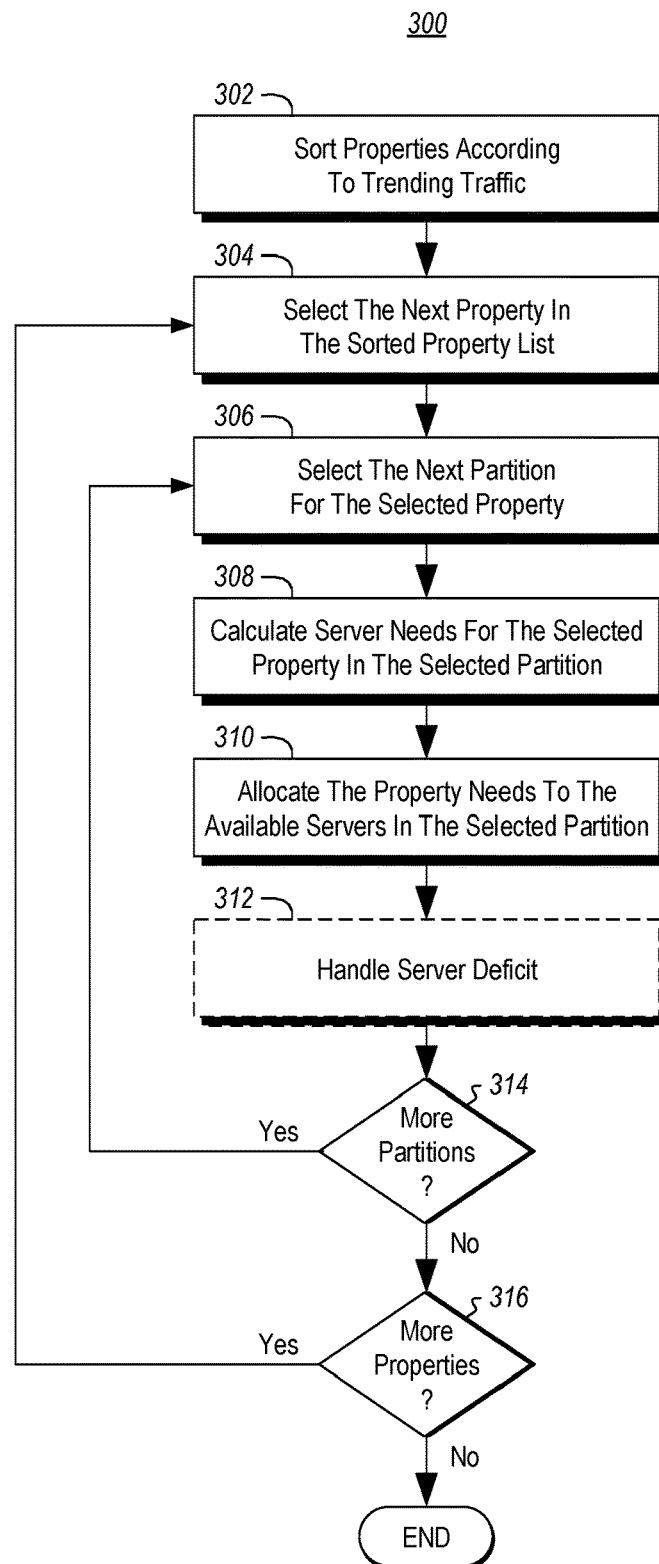 300
302
Sort Properties According
To Trending Traffic
304
Select The Next Property In
The Sorted Property List
306
Select The Next Partition
For The Selected Property
308
Calculate Server Needs For The Selected
Property In The Selected Partition
310
Allocate The Property Needs To The
Available Servers In The Selected Partition
312
Handle Server Deficit
314
More
Partitions
?
Yes
No
316
More
Properties
?
Yes
No
END